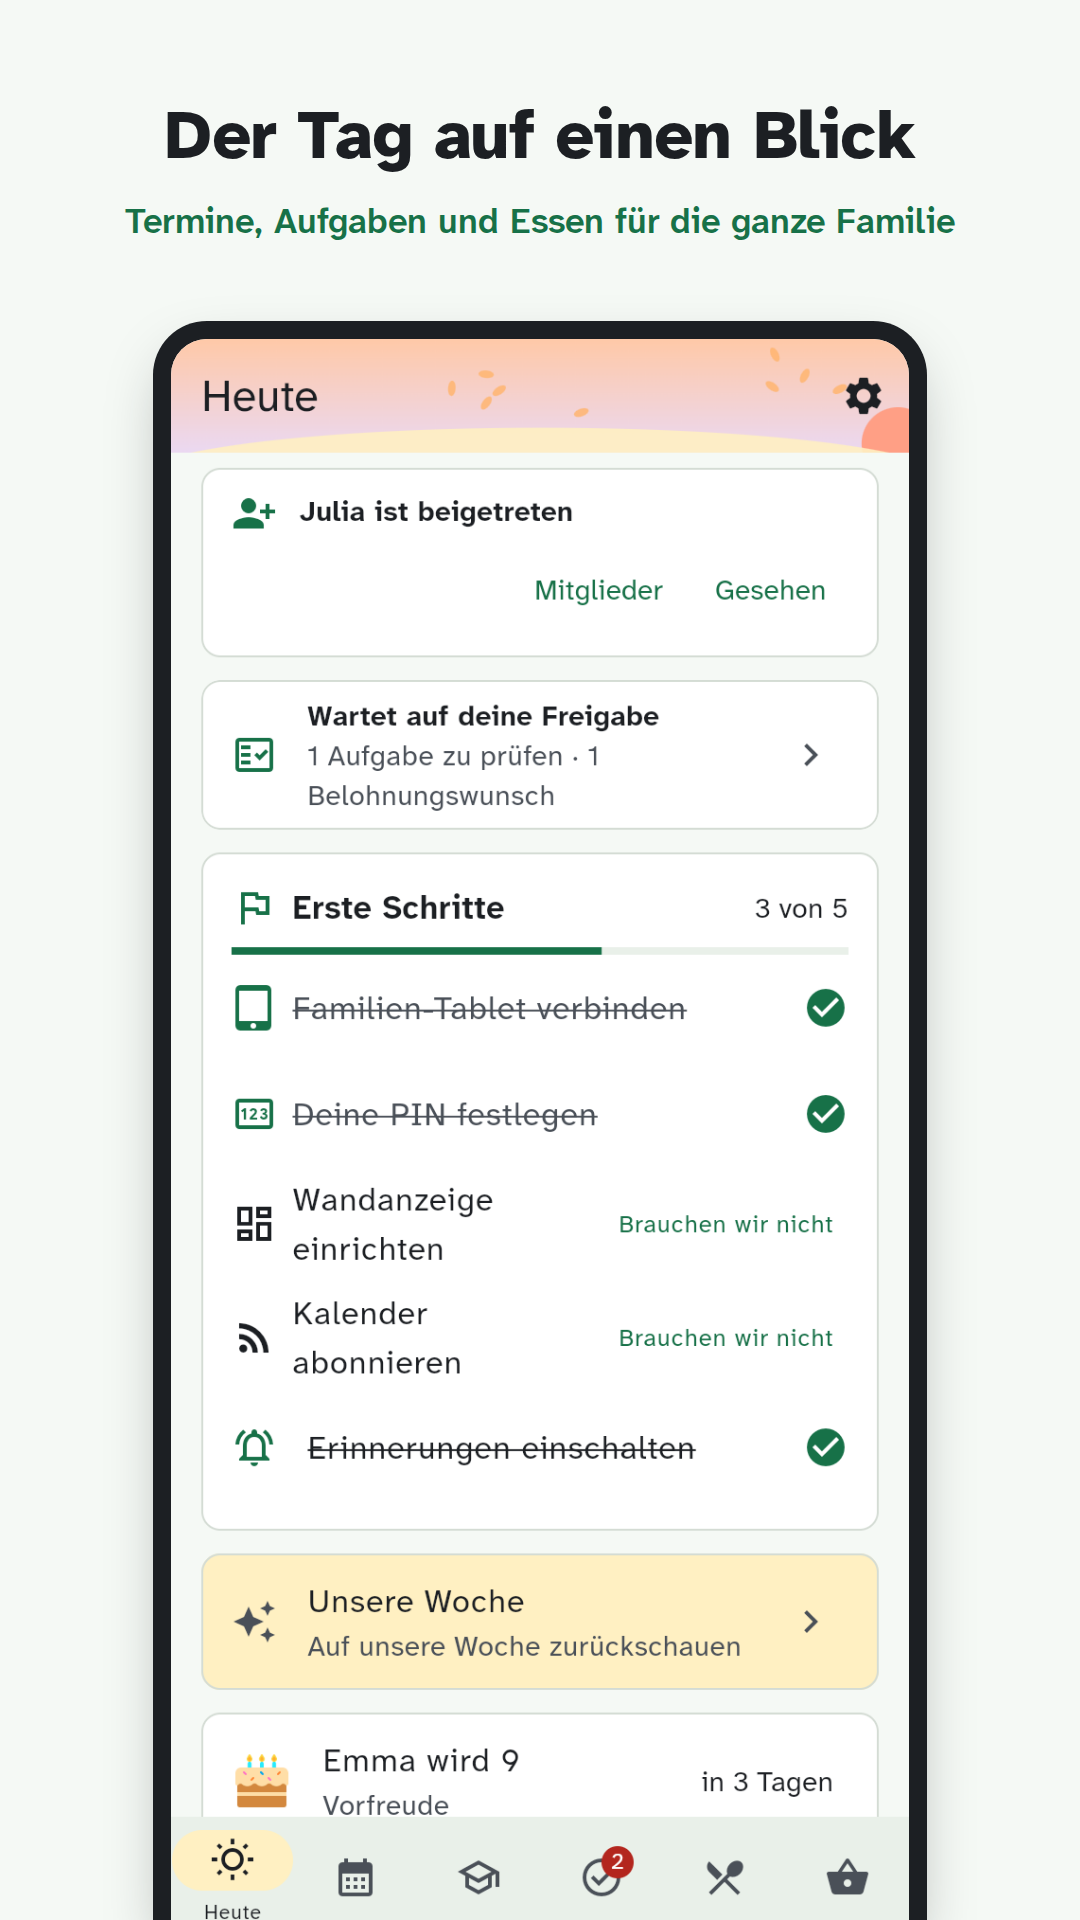 Der Tag auf einen Blick
Termine, Aufgaben und Essen für die ganze Familie
Heute
Julia ist beigetreten
Mitglieder Gesehen
Wartet auf deine Freigabe
1 Aufgabe zu prüfen · 1
Belohnungswunsch
Erste Schritte 3 von 5
Familien-Tablet verbinden
123 Deine PIN festlegen
Wandanzeige
einrichten
Brauchen wir nicht
Kalender
abonnieren
Brauchen wir nicht
Erinnerungen einschalten
Unsere Woche
Auf unsere Woche zurückschauen
Emma wird 9
in 3 Tagen
Vorfreude
2
Heute